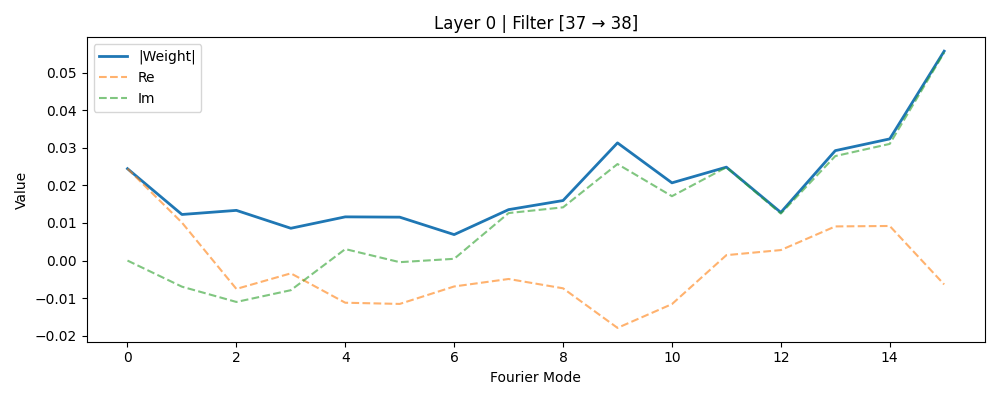 Layer 0 | Filter [37 → 38]
|Weight|
Re
Im
Value
0.05
0.04
0.03
0.02
0.01
0.00
−0.01
−0.02
0 2 4 6 8 10 12 14
Fourier Mode